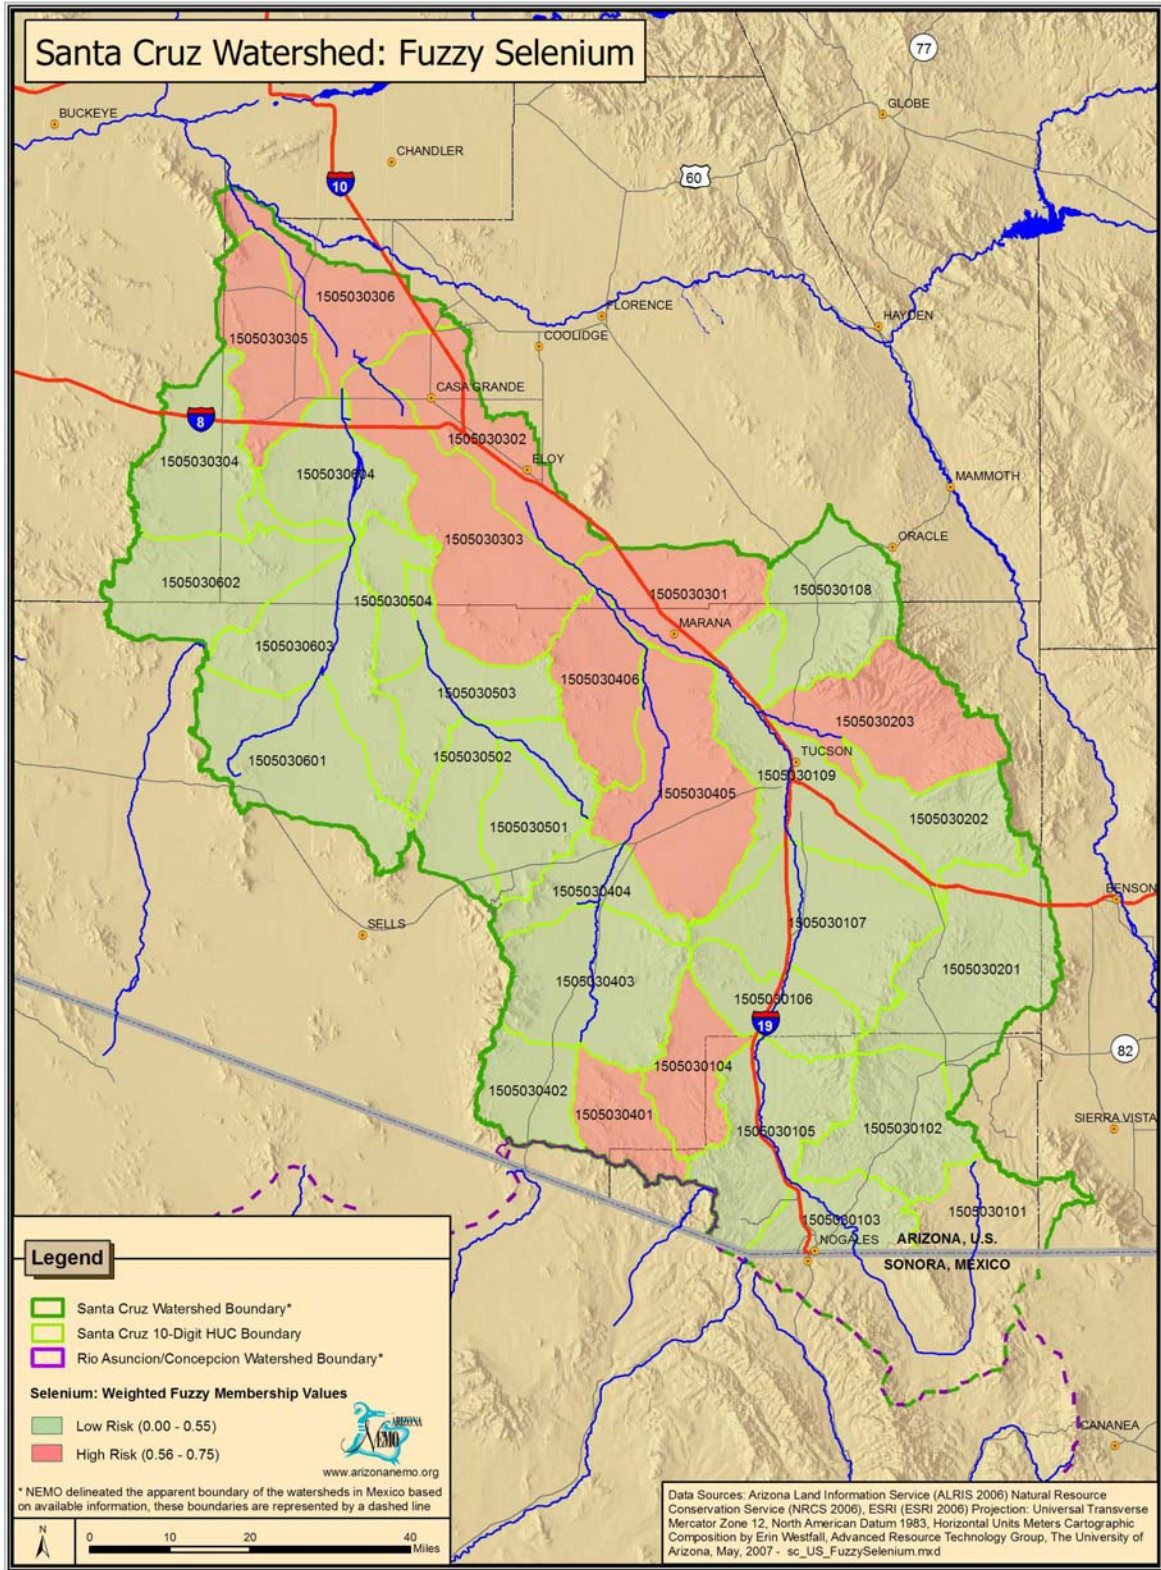 Santa Cruz Watershed: Fuzzy Selenium
77
BUCKEYE
GLOBE
CHANDLER
60
10
1505030306
FLORENCE
HAYDEN
1505030305
COOLIDGE
CASA GRANDE
8
1505030302
1505030304
ELOY
1505030604
MAMMOTH
1505030303
ORACLE
1505030602
1505030108
1505030301
1505030504
MARANA
1505030603
1505030406
1505030503
1505030203
TUCSON
1505030502
1505030601
1505030109
1505030405
1505030202
1505030501
1505030404
BENSON
SELLS
1505030107
1505030201
1505030403
1505030106
19
82
1505030104
1505030402
1505030401
SIERRA VISTA
1505030105
1505030102
1505030101
1505030103
NOGALES
ARIZONA, U.S.
SONORA, MEXICO
CANANEA
Legend
Santa Cruz Watershed Boundary*
Santa Cruz 10-Digit HUC Boundary
Rio Asuncion/Concepcion Watershed Boundary*
Selenium: Weighted Fuzzy Membership Values
Low Risk (0.00 - 0.55)
High Risk (0.56 - 0.75)
ARIZONA
NEMO
www.arizonanemo.org
* NEMO delineated the apparent boundary of the watersheds in Mexico based
on available information, these boundaries are represented by a dashed line
N
0 10 20 40
Miles
Data Sources: Arizona Land Information Service (ALRIS 2006) Natural Resource
Conservation Service (NRCS 2006), ESRI (ESRI 2006) Projection: Universal Transverse
Mercator Zone 12, North American Datum 1983, Horizontal Units Meters Cartographic
Composition by Erin Westfall, Advanced Resource Technology Group, The University of
Arizona, May, 2007 - sc_US_FuzzySelenium.mxd